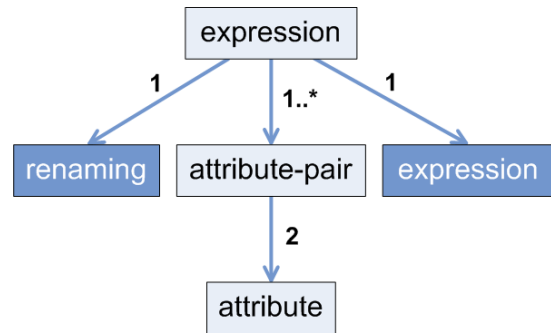 expression
1
1..*
1
renaming
attribute-pair
expression
2
attribute